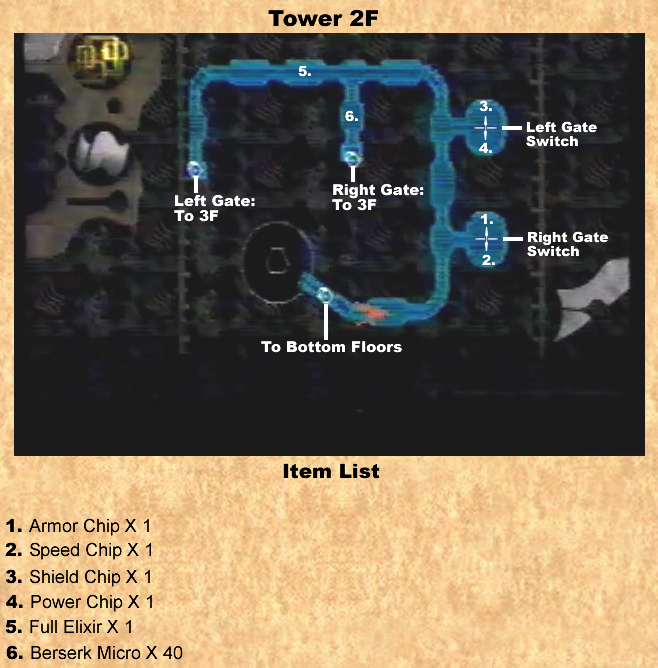 Tower 2F
5.
3.
6.
Left Gate
Switch
4.
Left Gate:
To 3F
Right Gate:
To 3F
1.
Right Gate
Switch
2.
To Bottom Floors
Item List
1. Armor Chip X 1
2. Speed Chip X 1
3. Shield Chip X 1
4. Power Chip X 1
5. Full Elixir X 1
6. Berserk Micro X 40